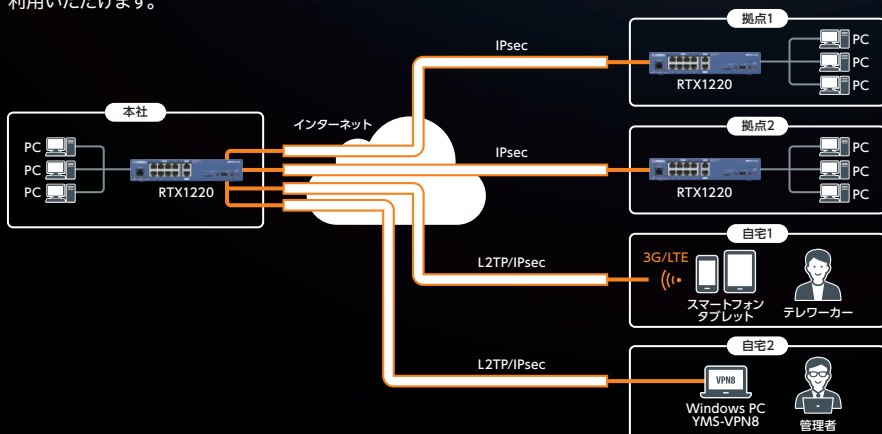 利用いただけます。
拠点1
IPsec
PC
PC
RTX1220
PC
本社
インターネット
拠点2
PC
PC
RTX1220
PC
IPsec
PC
PC
RTX1220
PC
自宅1
3G/LTE
L2TP/IPsec
スマートフォン
タブレット
テレワーカー
自宅2
L2TP/IPsec
VPN8
Windows PC
YMS-VPN8
管理者